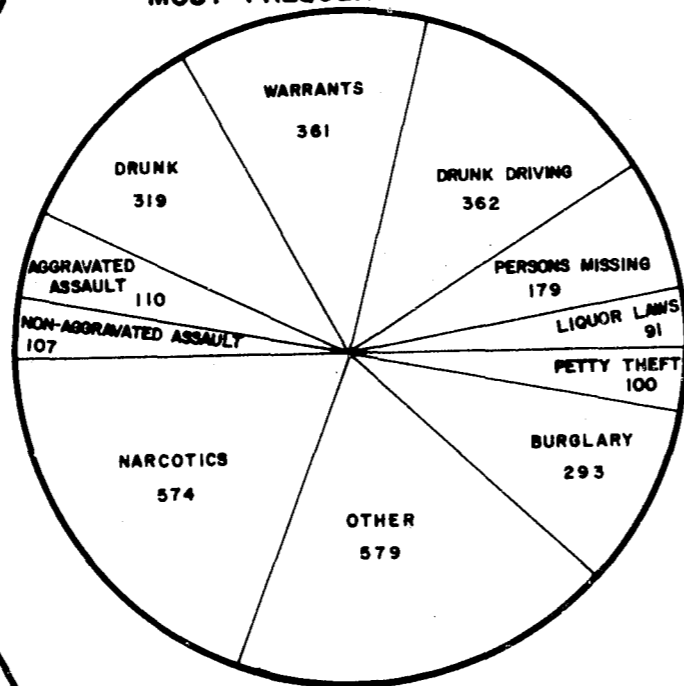 WARRANTS
361
DRUNK DRIVING
362
PERSONS MISSING
179
LIQUOR LAWS
91
PETTY THEFT
100
BURGLARY
293
OTHER
579
NARCOTICS
574
NON-AGGRAVATED ASSAULT
107
AGGRAVATED
ASSAULT 110
DRUNK
319